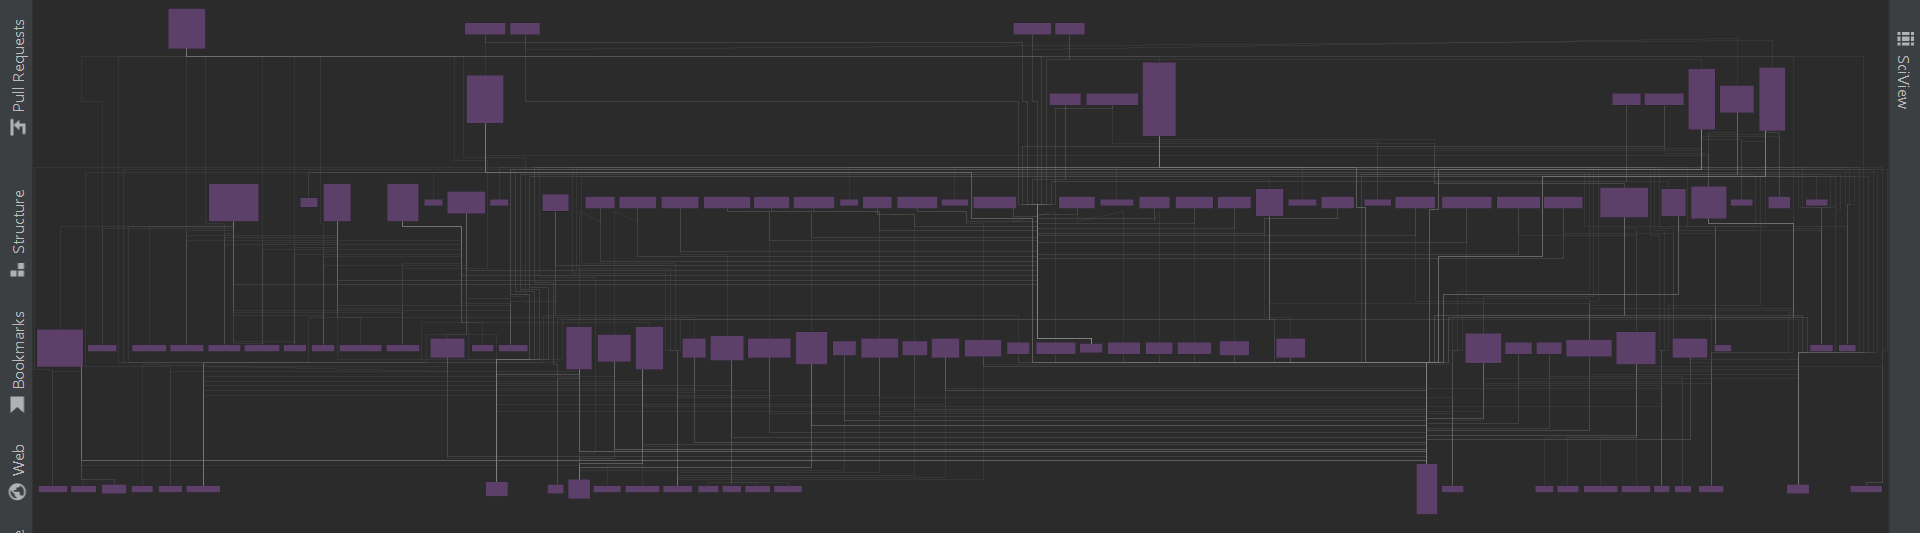 Pull Requests
Structure
Bookmarks
Web
SciView